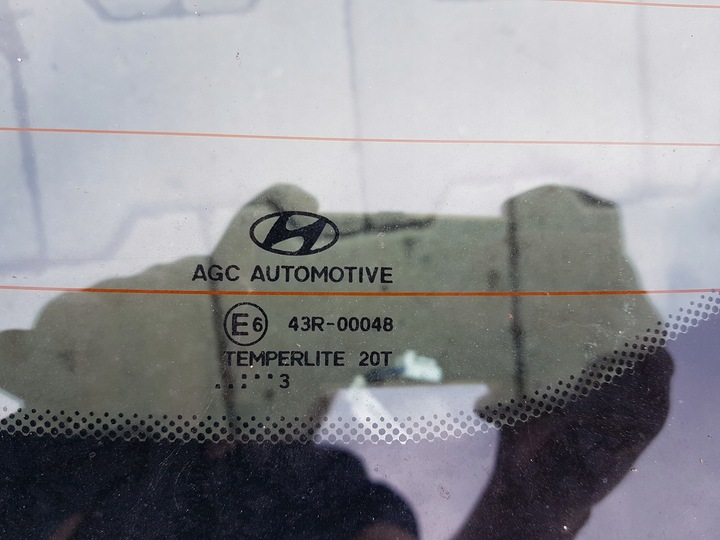 AGC AUTOMOTIVE
E6 43R-00048
TEMPERLITE 20T
..:¨¨3